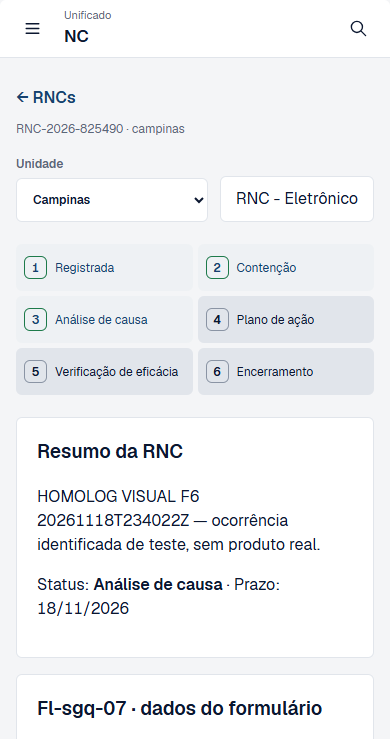 Unificado
NC
← RNCs
RNC-2026-825490 · campinas
Unidade
Campinas
RNC - Eletrônico
1 Registrada
2 Contenção
3 Análise de causa
4 Plano de ação
5 Verificação de eficácia
6 Encerramento
Resumo da RNC
HOMOLOG VISUAL F6
20261118T234022Z — ocorrência
identificada de teste, sem produto real.
Status: Análise de causa · Prazo:
18/11/2026
Fl-sgq-07 · dados do formulário